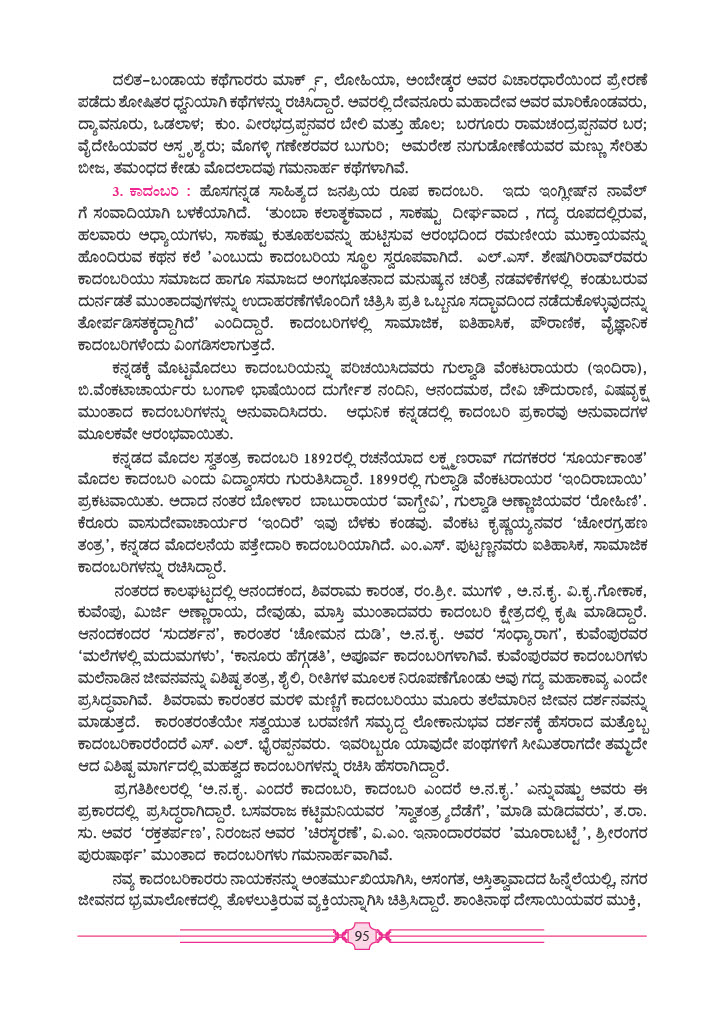 ದಲಿತ–ಬಂಡಾಯ ಕಥೆಗಾರರು ಮಾರ್ಕ್ಸ್, ಲೋಹಿಯಾ, ಅಂಬೇಡ್ಕರ ಅವರ ವಿಚಾರಧಾರೆಯಿಂದ ಪ್ರೇರಣೆ
ಪಡೆದು ಶೋಷಿತರ ಧ್ವನಿಯಾಗಿ ಕಥೆಗಳನ್ನು ರಚಿಸಿದ್ದಾರೆ. ಅವರಲ್ಲಿ ದೇವನೂರು ಮಹಾದೇವ ಅವರ ಮಾರಿಕೊಂಡವರು,
ದ್ಯಾವನೂರು, ಒಡಲಾಳ; ಕುಂ. ವೀರಭದ್ರಪ್ಪನವರ ಬೇಲಿ ಮತ್ತು ಹೊಲ; ಬರಗೂರು ರಾಮಚಂದ್ರಪ್ಪನವರ ಬರ;
ವೈದೇಹಿಯವರ ಅಸ್ಪೃಶ್ಯರು; ಮೊಗಳ್ಳಿ ಗಣೇಶರವರ ಬುಗುರಿ; ಅಮರೇಶ ನುಗುಡೋಣಿಯವರ ಮಣ್ಣು ಸೇರಿತು
ಬೀಜ, ತಮಂಧದ ಕೇಡು ಮೊದಲಾದವು ಗಮನಾರ್ಹ ಕಥೆಗಳಾಗಿವೆ.
3. ಕಾದಂಬರಿ : ಹೊಸಗನ್ನಡ ಸಾಹಿತ್ಯದ ಜನಪ್ರಿಯ ರೂಪ ಕಾದಂಬರಿ. ಇದು ಇಂಗ್ಲೀಷ್‌ನ ನಾವೆಲ್
ಗೆ ಸಂವಾದಿಯಾಗಿ ಬಳಕೆಯಾಗಿದೆ. ‘ತುಂಬಾ ಕಲಾತ್ಮಕವಾದ , ಸಾಕಷ್ಟು ದೀರ್ಘವಾದ , ಗದ್ಯ ರೂಪದಲ್ಲಿರುವ,
ಹಲವಾರು ಅಧ್ಯಾಯಗಳು, ಸಾಕಷ್ಟು ಕುತೂಹಲವನ್ನು ಹುಟ್ಟಿಸುವ ಆರಂಭದಿಂದ ರಮಣೀಯ ಮುಕ್ತಾಯವನ್ನು
ಹೊಂದಿರುವ ಕಥನ ಕಲೆ ’ಎಂಬುದು ಕಾದಂಬರಿಯ ಸ್ಥೂಲ ಸ್ವರೂಪವಾಗಿದೆ. ಎಲ್.ಎಸ್. ಶೇಷಗಿರಿರಾವ್‌ರವರು
ಕಾದಂಬರಿಯು ಸಮಾಜದ ಹಾಗೂ ಸಮಾಜದ ಅಂಗಭೂತನಾದ ಮನುಷ್ಯನ ಚರಿತ್ರೆ ನಡವಳಿಕೆಗಳಲ್ಲಿ ಕಂಡುಬರುವ
ದುರ್ನಡತೆ ಮುಂತಾದವುಗಳನ್ನು ಉದಾಹರಣೆಗಳೊಂದಿಗೆ ಚಿತ್ರಿಸಿ ಪ್ರತಿ ಒಬ್ಬನೂ ಸದ್ಭಾವದಿಂದ ನಡೆದುಕೊಳ್ಳುವುದನ್ನು
ತೋರ್ಪಡಿಸತಕ್ಕದ್ದಾಗಿದೆ’ ಎಂದಿದ್ದಾರೆ. ಕಾದಂಬರಿಗಳಲ್ಲಿ ಸಾಮಾಜಿಕ, ಐತಿಹಾಸಿಕ, ಪೌರಾಣಿಕ, ವೈಜ್ಞಾನಿಕ
ಕಾದಂಬರಿಗಳೆಂದು ವಿಂಗಡಿಸಲಾಗುತ್ತದೆ.
ಕನ್ನಡಕ್ಕೆ ಮೊಟ್ಟಮೊದಲು ಕಾದಂಬರಿಯನ್ನು ಪರಿಚಯಿಸಿದವರು ಗುಲ್ವಾಡಿ ವೆಂಕಟರಾಯರು (ಇಂದಿರಾ),
ಬಿ.ವೆಂಕಟಾಚಾರ್ಯರು ಬಂಗಾಳಿ ಭಾಷೆಯಿಂದ ದುರ್ಗೇಶ ನಂದಿನಿ, ಆನಂದಮಠ, ದೇವಿ ಚೌದುರಾಣಿ, ವಿಷವೃಕ್ಷ
ಮುಂತಾದ ಕಾದಂಬರಿಗಳನ್ನು ಅನುವಾದಿಸಿದರು. ಆಧುನಿಕ ಕನ್ನಡದಲ್ಲಿ ಕಾದಂಬರಿ ಪ್ರಕಾರವು ಅನುವಾದಗಳ
ಮೂಲಕವೇ ಆರಂಭವಾಯಿತು.
ಕನ್ನಡದ ಮೊದಲ ಸ್ವತಂತ್ರ ಕಾದಂಬರಿ 1892ರಲ್ಲಿ ರಚನೆಯಾದ ಲಕ್ಷ್ಮಣರಾವ್ ಗದಗಕರರ ‘ಸೂರ್ಯಕಾಂತ’
ಮೊದಲ ಕಾದಂಬರಿ ಎಂದು ವಿದ್ವಾಂಸರು ಗುರುತಿಸಿದ್ದಾರೆ. 1899ರಲ್ಲಿ ಗುಲ್ವಾಡಿ ವೆಂಕಟರಾಯರ ‘ಇಂದಿರಾಬಾಯಿ’
ಪ್ರಕಟವಾಯಿತು. ಅದಾದ ನಂತರ ಬೋಳಾರ ಬಾಬುರಾಯರ ‘ವಾಗ್ದೇವಿ’, ಗುಲ್ವಾಡಿ ಅಣ್ಣಾಜಿಯವರ ‘ರೋಹಿಣಿ’.
ಕೆರೂರು ವಾಸುದೇವಾಚಾರ್ಯರ ‘ಇಂದಿರೆ’ ಇವು ಬೆಳಕು ಕಂಡವು. ವೆಂಕಟ ಕೃಷ್ಣಯ್ಯನವರ ‘ಚೋರಗ್ರಹಣ
ತಂತ್ರ’, ಕನ್ನಡದ ಮೊದಲನೆಯ ಪತ್ತೇದಾರಿ ಕಾದಂಬರಿಯಾಗಿದೆ. ಎಂ.ಎಸ್. ಪುಟ್ಟಣ್ಣನವರು ಐತಿಹಾಸಿಕ, ಸಾಮಾಜಿಕ
ಕಾದಂಬರಿಗಳನ್ನು ರಚಿಸಿದ್ದಾರೆ.
ನಂತರದ ಕಾಲಘಟ್ಟದಲ್ಲಿ ಆನಂದಕಂದ, ಶಿವರಾಮ ಕಾರಂತ, ರಂ.ಶ್ರೀ. ಮುಗಳಿ , ಅ.ನ.ಕೃ. ವಿ.ಕೃ.ಗೋಕಾಕ,
ಕುವೆಂಪು, ಮಿರ್ಜಿ ಅಣ್ಣಾರಾಯ, ದೇವುಡು, ಮಾಸ್ತಿ ಮುಂತಾದವರು ಕಾದಂಬರಿ ಕ್ಷೇತ್ರದಲ್ಲಿ ಕೃಷಿ ಮಾಡಿದ್ದಾರೆ.
ಆನಂದಕಂದರ ‘ಸುದರ್ಶನ’, ಕಾರಂತರ ‘ಚೋಮನ ದುಡಿ’, ಅ.ನ.ಕೃ. ಅವರ ‘ಸಂಧ್ಯಾರಾಗ’, ಕುವೆಂಪುರವರ
‘ಮಲೆಗಳಲ್ಲಿ ಮದುಮಗಳು’, ‘ಕಾನೂರು ಹೆಗ್ಗಡತಿ’, ಅಪೂರ್ವ ಕಾದಂಬರಿಗಳಾಗಿವೆ. ಕುವೆಂಪುರವರ ಕಾದಂಬರಿಗಳು
ಮಲೆನಾಡಿನ ಜೀವನವನ್ನು ವಿಶಿಷ್ಟ ತಂತ್ರ, ಶೈಲಿ, ರೀತಿಗಳ ಮೂಲಕ ನಿರೂಪಣೆಗೊಂಡು ಅವು ಗದ್ಯ ಮಹಾಕಾವ್ಯ ಎಂದೇ
ಪ್ರಸಿದ್ಧವಾಗಿವೆ. ಶಿವರಾಮ ಕಾರಂತರ ಮರಳಿ ಮಣ್ಣಿಗೆ ಕಾದಂಬರಿಯು ಮೂರು ತಲೆಮಾರಿನ ಜೀವನ ದರ್ಶನವನ್ನು
ಮಾಡುತ್ತದೆ. ಕಾರಂತರಂತೆಯೇ ಸತ್ವಯುತ ಬರವಣಿಗೆ ಸಮೃದ್ದ ಲೋಕಾನುಭವ ದರ್ಶನಕ್ಕೆ ಹೆಸರಾದ ಮತ್ತೊಬ್ಬ
ಕಾದಂಬರಿಕಾರರೆಂದರೆ ಎಸ್. ಎಲ್. ಭೈರಪ್ಪನವರು. ಇವರಿಬ್ಬರೂ ಯಾವುದೇ ಪಂಥಗಳಿಗೆ ಸೀಮಿತರಾಗದೇ ತಮ್ಮದೇ
ಆದ ವಿಶಿಷ್ಟ ಮಾರ್ಗದಲ್ಲಿ ಮಹತ್ವದ ಕಾದಂಬರಿಗಳನ್ನು ರಚಿಸಿ ಹೆಸರಾಗಿದ್ದಾರೆ.
ಪ್ರಗತಿಶೀಲರಲ್ಲಿ ‘ಅ.ನ.ಕೃ. ಎಂದರೆ ಕಾದಂಬರಿ, ಕಾದಂಬರಿ ಎಂದರೆ ಅ.ನ.ಕೃ.’ ಎನ್ನುವಷ್ಟು ಅವರು ಈ
ಪ್ರಕಾರದಲ್ಲಿ ಪ್ರಸಿದ್ಧರಾಗಿದ್ದಾರೆ. ಬಸವರಾಜ ಕಟ್ಟಿಮನಿಯವರ ’ಸ್ವಾತಂತ್ರ್ಯದೆಡೆಗೆ’, ’ಮಾಡಿ ಮಡಿದವರು’, ತ.ರಾ.
ಸು. ಅವರ ‘ರಕ್ತತರ್ಪಣ’, ನಿರಂಜನ ಅವರ ’ಚಿರಸ್ಮರಣೆ’, ವಿ.ಎಂ. ಇನಾಂದಾರರವರ ’ಮೂರಾಬಟ್ಟೆ’, ಶ್ರೀರಂಗರ
ಪುರುಷಾರ್ಥ’ ಮುಂತಾದ ಕಾದಂಬರಿಗಳು ಗಮನಾರ್ಹವಾಗಿವೆ.
ನವ್ಯ ಕಾದಂಬರಿಕಾರರು ನಾಯಕನನ್ನು ಅಂತರ್ಮುಖಿಯಾಗಿಸಿ, ಅಸಂಗತ, ಅಸ್ತಿತ್ವಾವಾದದ ಹಿನ್ನೆಲೆಯಲ್ಲಿ, ನಗರ
ಜೀವನದ ಭ್ರಮಾಲೋಕದಲ್ಲಿ ತೊಳಲುತ್ತಿರುವ ವ್ಯಕ್ತಿಯನ್ನಾಗಿಸಿ ಚಿತ್ರಿಸಿದ್ದಾರೆ. ಶಾಂತಿನಾಥ ದೇಸಾಯಿಯವರ ಮುಕ್ತಿ,
95